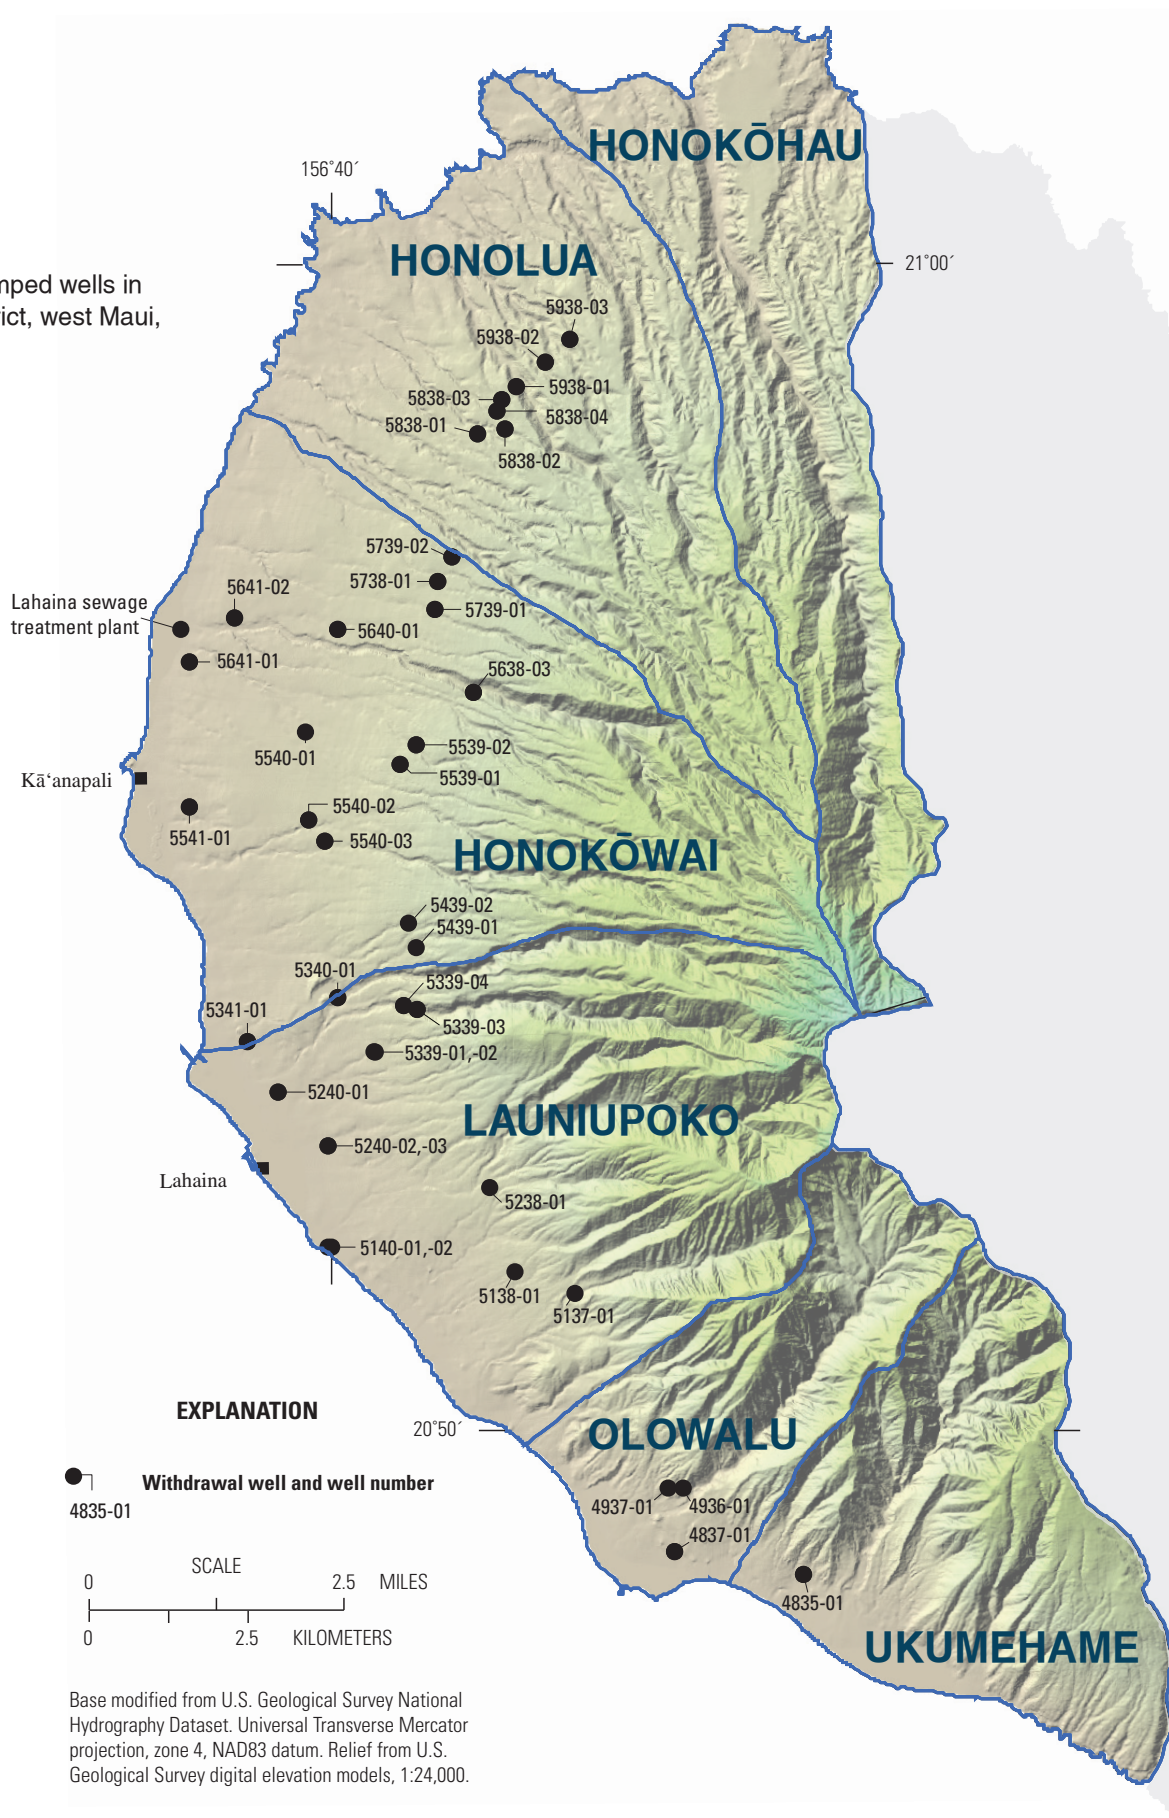 HONOKŌHAU
156˚40´
HONOLUA
21˚00´
mped wells in
rict, west Maui,
5938-03
5938-02
5938-01
5838-03
5838-04
5838-01
5838-02
5739-02
5738-01
5641-02
Lahaina sewage
treatment plant
5739-01
5640-01
5641-01
5638-03
5539-02
5540-01
5539-01
Kāʻanapali
5540-02
5541-01
5540-03
HONOKŌWAI
5439-02
5439-01
5340-01
5339-04
5341-01
5339-03
5339-01,-02
5240-01
LAUNIUPOKO
5240-02,-03
Lahaina
5238-01
5140-01,-02
5138-01
5137-01
EXPLANATION
20˚50´
OLOWALU
Withdrawal well and well number
4835-01
4937-01
4936-01
4837-01
SCALE
0 2.5 MILES
0 2.5 KILOMETERS
4835-01
UKUMEHAME
Base modified from U.S. Geological Survey National
Hydrography Dataset. Universal Transverse Mercator
projection, zone 4, NAD83 datum. Relief from U.S.
Geological Survey digital elevation models, 1:24,000.